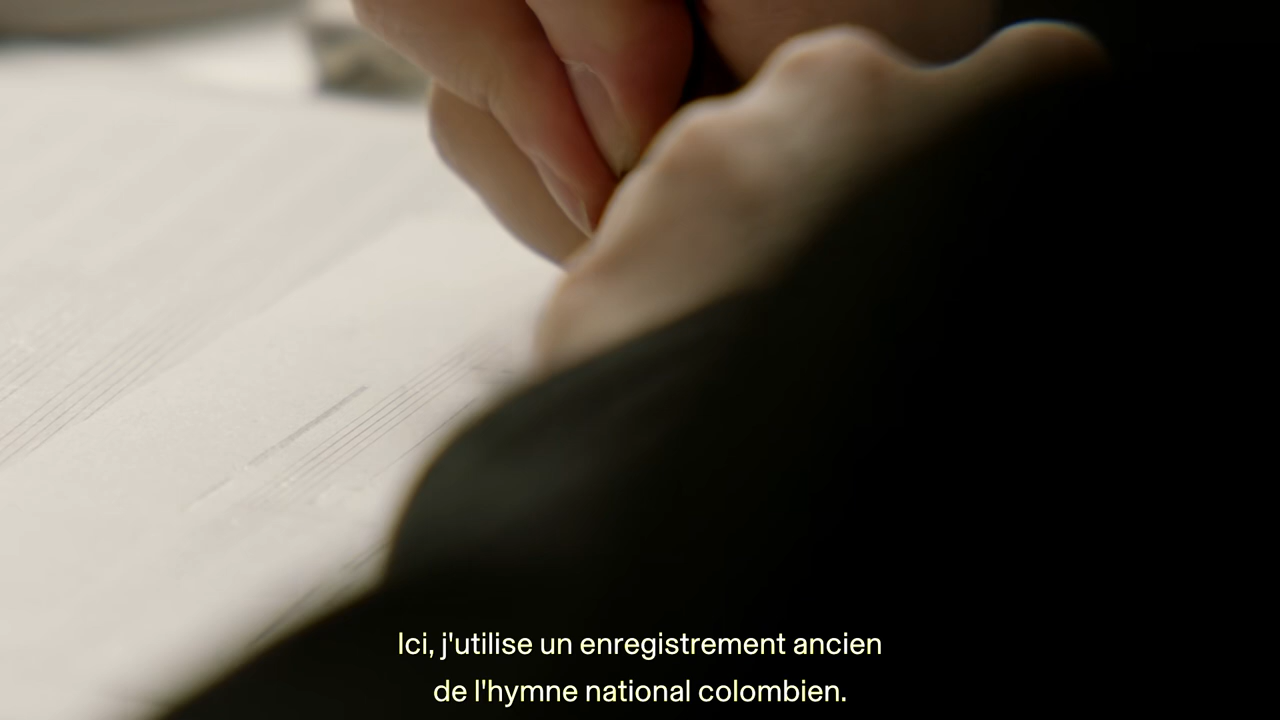 Ici, j'utilise un enregistrement ancien
de l'hymne national colombien.